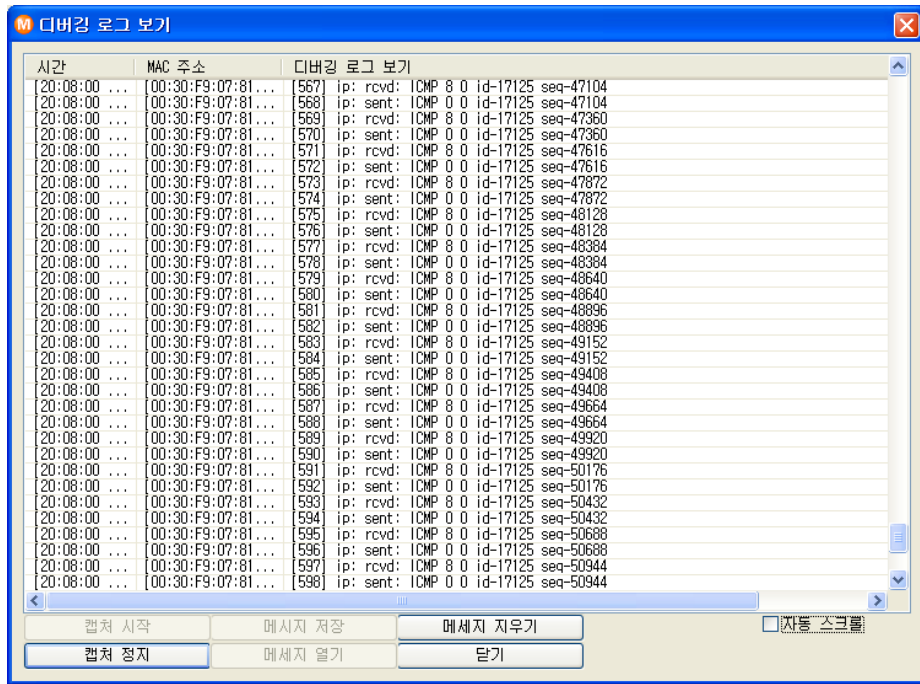 M 디버깅 로그 보기
시간 MAC 주소 디버깅 로그 보기
[20:08:00 ... [00:30:F9:07:81... [567] ip: rcvd: ICMP 8 0 id-17125 seq-47104
[20:08:00 ... [00:30:F9:07:81... [568] ip: sent: ICMP 0 0 id-17125 seq-47104
[20:08:00 ... [00:30:F9:07:81... [569] ip: rcvd: ICMP 8 0 id-17125 seq-47360
[20:08:00 ... [00:30:F9:07:81... [570] ip: sent: ICMP 0 0 id-17125 seq-47360
[20:08:00 ... [00:30:F9:07:81... [571] ip: rcvd: ICMP 8 0 id-17125 seq-47616
[20:08:00 ... [00:30:F9:07:81... [572] ip: sent: ICMP 0 0 id-17125 seq-47616
[20:08:00 ... [00:30:F9:07:81... [573] ip: rcvd: ICMP 8 0 id-17125 seq-47872
[20:08:00 ... [00:30:F9:07:81... [574] ip: sent: ICMP 0 0 id-17125 seq-47872
[20:08:00 ... [00:30:F9:07:81... [575] ip: rcvd: ICMP 8 0 id-17125 seq-48128
[20:08:00 ... [00:30:F9:07:81... [576] ip: sent: ICMP 0 0 id-17125 seq-48128
[20:08:00 ... [00:30:F9:07:81... [577] ip: rcvd: ICMP 8 0 id-17125 seq-48384
[20:08:00 ... [00:30:F9:07:81... [578] ip: sent: ICMP 0 0 id-17125 seq-48384
[20:08:00 ... [00:30:F9:07:81... [579] ip: rcvd: ICMP 8 0 id-17125 seq-48640
[20:08:00 ... [00:30:F9:07:81... [580] ip: sent: ICMP 0 0 id-17125 seq-48640
[20:08:00 ... [00:30:F9:07:81... [581] ip: rcvd: ICMP 8 0 id-17125 seq-48896
[20:08:00 ... [00:30:F9:07:81... [582] ip: sent: ICMP 0 0 id-17125 seq-48896
[20:08:00 ... [00:30:F9:07:81... [583] ip: rcvd: ICMP 8 0 id-17125 seq-49152
[20:08:00 ... [00:30:F9:07:81... [584] ip: sent: ICMP 0 0 id-17125 seq-49152
[20:08:00 ... [00:30:F9:07:81... [585] ip: rcvd: ICMP 8 0 id-17125 seq-49408
[20:08:00 ... [00:30:F9:07:81... [586] ip: sent: ICMP 0 0 id-17125 seq-49408
[20:08:00 ... [00:30:F9:07:81... [587] ip: rcvd: ICMP 8 0 id-17125 seq-49664
[20:08:00 ... [00:30:F9:07:81... [588] ip: sent: ICMP 0 0 id-17125 seq-49664
[20:08:00 ... [00:30:F9:07:81... [589] ip: rcvd: ICMP 8 0 id-17125 seq-49920
[20:08:00 ... [00:30:F9:07:81... [590] ip: sent: ICMP 0 0 id-17125 seq-49920
[20:08:00 ... [00:30:F9:07:81... [591] ip: rcvd: ICMP 8 0 id-17125 seq-50176
[20:08:00 ... [00:30:F9:07:81... [592] ip: sent: ICMP 0 0 id-17125 seq-50176
[20:08:00 ... [00:30:F9:07:81... [593] ip: rcvd: ICMP 8 0 id-17125 seq-50432
[20:08:00 ... [00:30:F9:07:81... [594] ip: sent: ICMP 0 0 id-17125 seq-50432
[20:08:00 ... [00:30:F9:07:81... [595] ip: rcvd: ICMP 8 0 id-17125 seq-50688
[20:08:00 ... [00:30:F9:07:81... [596] ip: sent: ICMP 0 0 id-17125 seq-50688
[20:08:00 ... [00:30:F9:07:81... [597] ip: rcvd: ICMP 8 0 id-17125 seq-50944
[20:08:00 ... [00:30:F9:07:81... [598] ip: sent: ICMP 0 0 id-17125 seq-50944
캡처 시작 메시지 저장 메세지 지우기 자동 스크롤
캡처 정지 메세지 열기 닫기